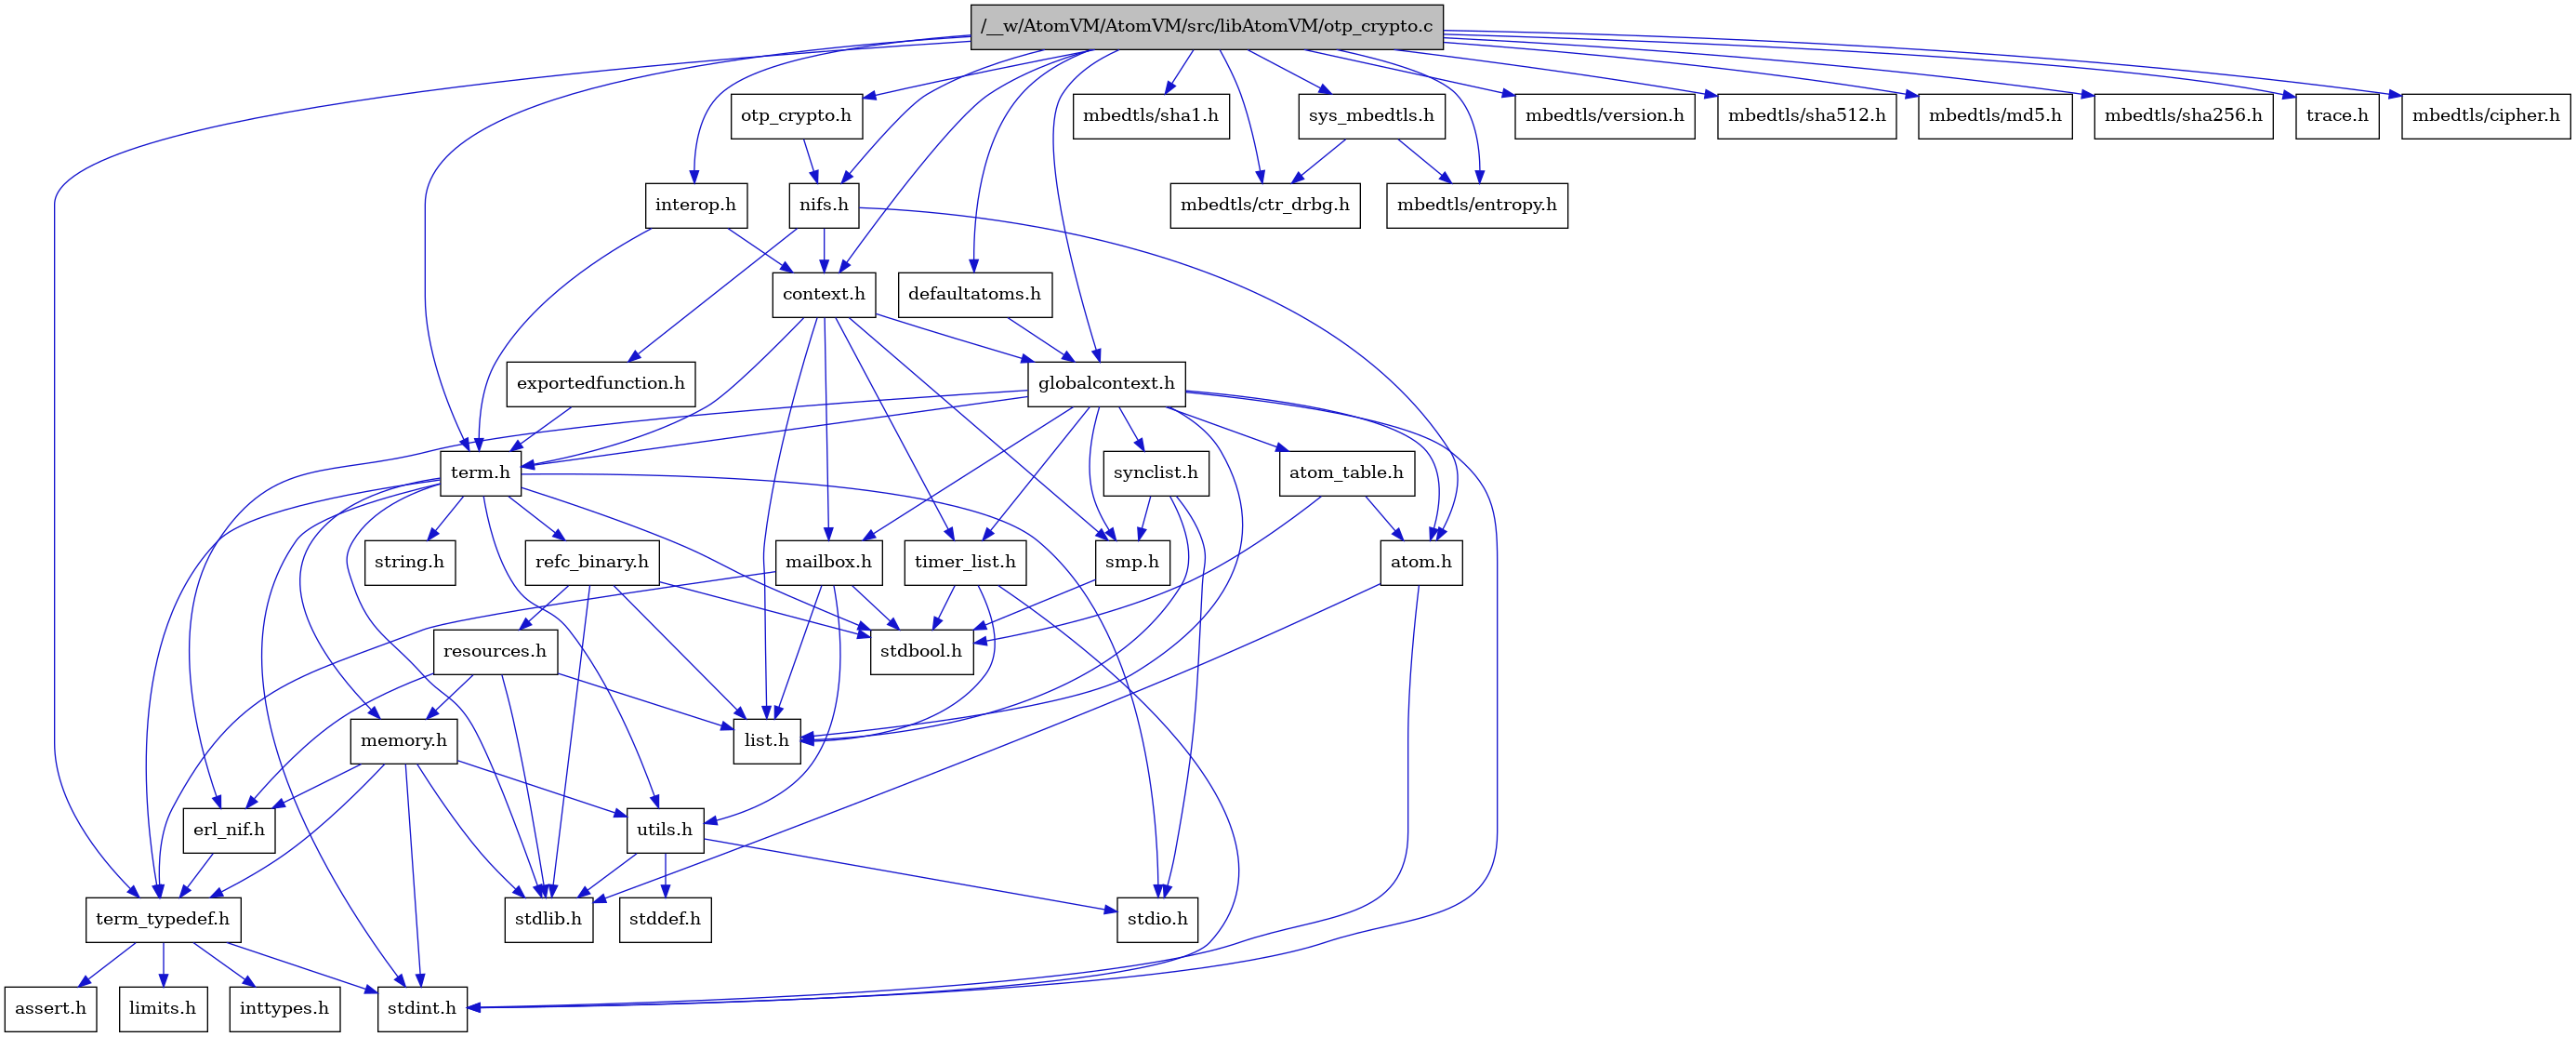 /__w/AtomVM/AtomVM/src/libAtomVM/otp_crypto.c
otp_crypto.h
mbedtls/sha1.h
sys_mbedtls.h
mbedtls/version.h
mbedtls/sha512.h
mbedtls/md5.h
mbedtls/sha256.h
trace.h
mbedtls/cipher.h
interop.h
nifs.h
mbedtls/ctr_drbg.h
mbedtls/entropy.h
context.h
defaultatoms.h
exportedfunction.h
globalcontext.h
term.h
synclist.h
atom_table.h
string.h
refc_binary.h
mailbox.h
timer_list.h
smp.h
atom.h
resources.h
stdbool.h
memory.h
list.h
erl_nif.h
utils.h
term_typedef.h
stdlib.h
stddef.h
stdio.h
assert.h
limits.h
inttypes.h
stdint.h